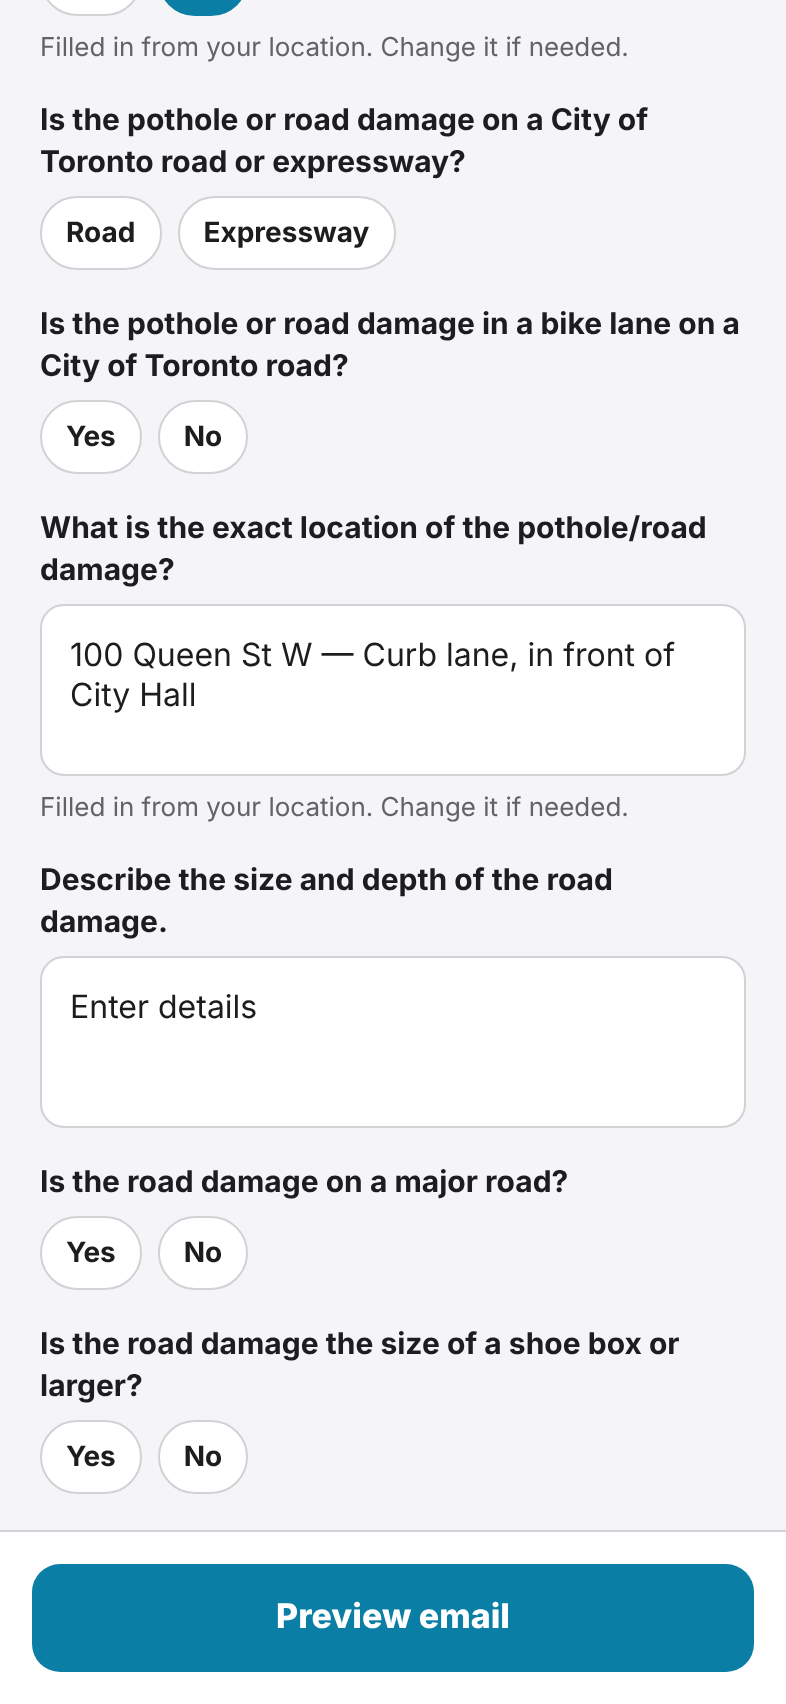 Filled in from your location. Change it if needed.
Is the pothole or road damage on a City of
Toronto road or expressway?
Road Expressway
Is the pothole or road damage in a bike lane on a
City of Toronto road?
Yes No
What is the exact location of the pothole/road
damage?
100 Queen St W — Curb lane, in front of
City Hall
Filled in from your location. Change it if needed.
Describe the size and depth of the road
damage.
Enter details
Is the road damage on a major road?
Yes No
Is the road damage the size of a shoe box or
larger?
Yes No
Preview email